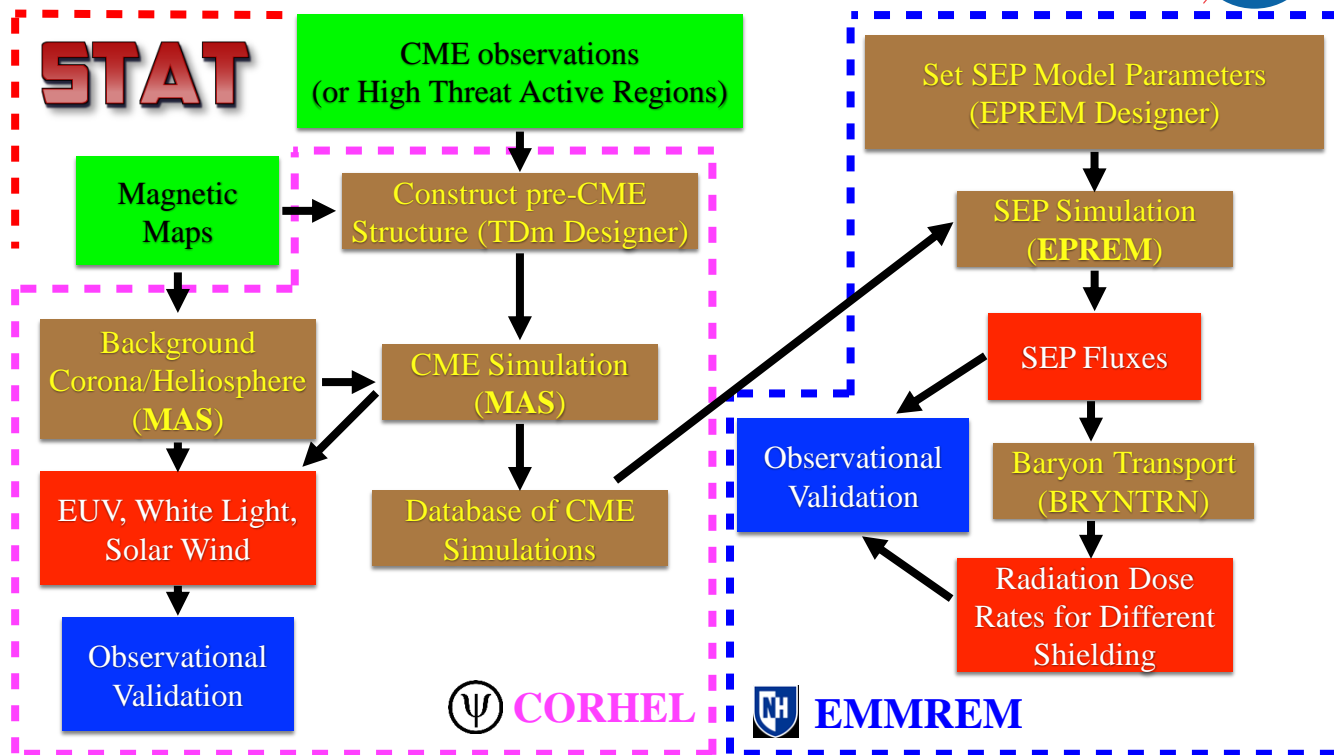 STAT
CME observations
(or High Threat Active Regions)
Magnetic
Maps
Construct pre-CME
Structure (TDm Designer)
Background
Corona/Heliosphere
(MAS)
CME Simulation
(MAS)
EUV, White Light,
Solar Wind
Database of CME
Simulations
Observational
Validation
Ψ CORHEL
Set SEP Model Parameters
(EPREM Designer)
SEP Simulation
(EPREM)
SEP Fluxes
Observational
Validation
Baryon Transport
(BRYNTRN)
Radiation Dose
Rates for Different
Shielding
NH EMMREM